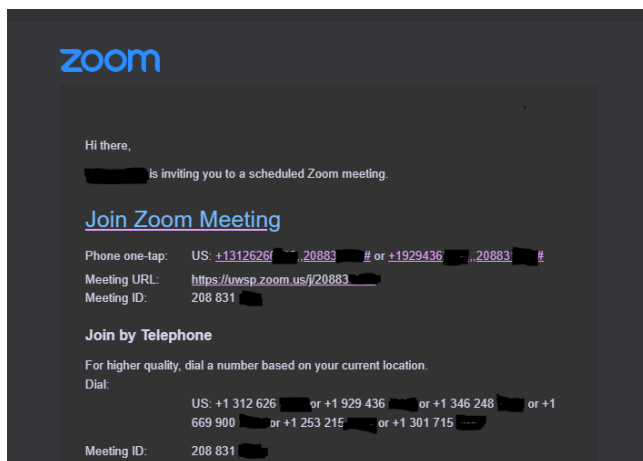 zoom
Hi there,
is inviting you to a scheduled Zoom meeting.
Join Zoom Meeting
Phone one-tap: US: +13126266 ,,20883 # or +1929436 ,,20883 #
Meeting URL: https://uwsp.zoom.us/j/20883
Meeting ID: 208 831
Join by Telephone
For higher quality, dial a number based on your current location.
Dial:
US: +1 312 626 or +1 929 436 or +1 346 248 or +1
669 900 or +1 253 215 or +1 301 715
Meeting ID: 208 831